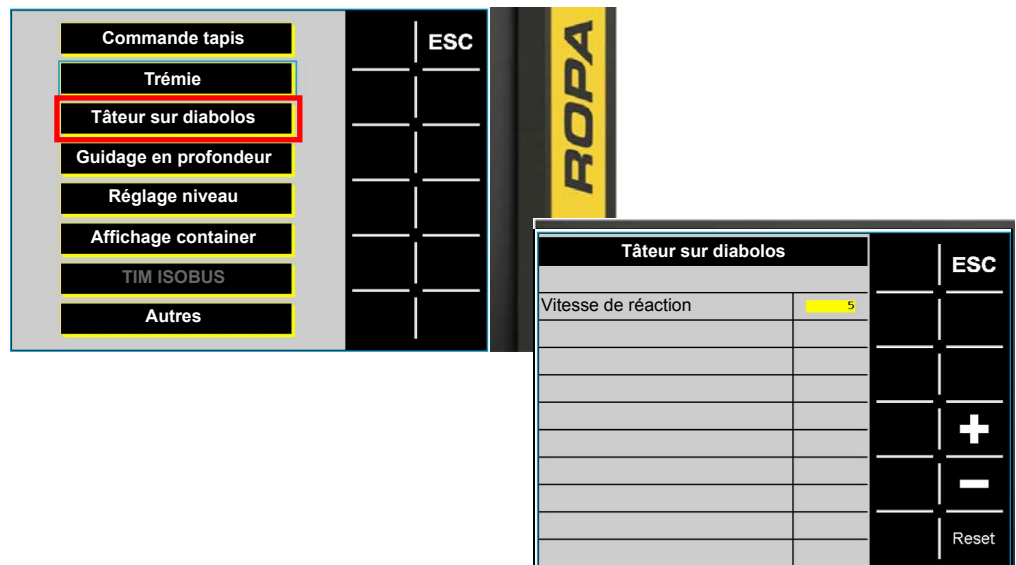 Commande tapis
ESC
Trémie
Tâteur sur diabolos
Guidage en profondeur
Réglage niveau
Affichage container
TIM ISOBUS
Autres
ROPA
Tâteur sur diabolos
ESC
Vitesse de réaction 5
+
-
Reset